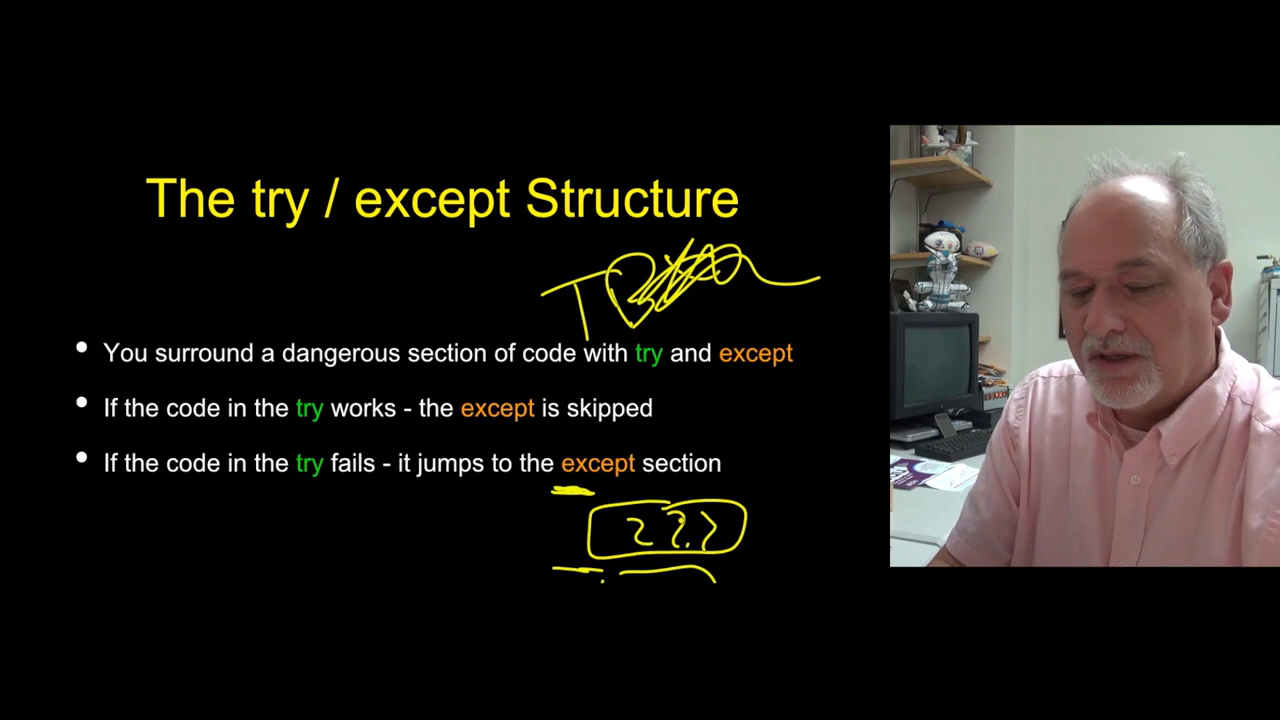 The try / except Structure
• You surround a dangerous section of code with try and except
• If the code in the try works - the except is skipped
• If the code in the try fails - it jumps to the except section